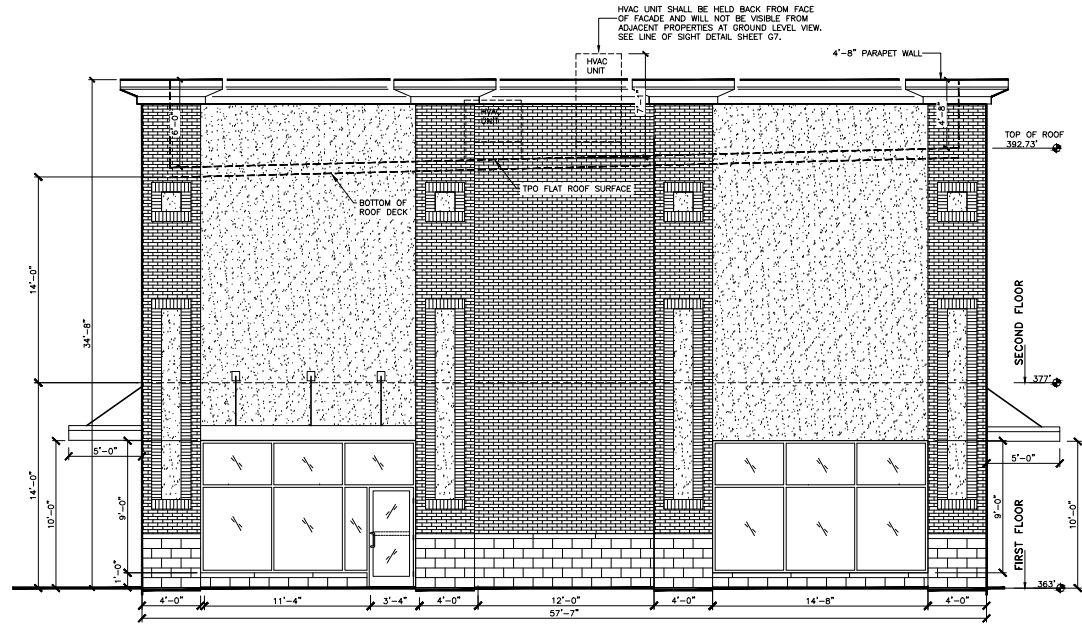 HVAC UNIT SHALL BE HELD BACK FROM FACE
OF FACADE AND WILL NOT BE VISIBLE FROM
ADJACENT PROPERTIES AT GROUND LEVEL VIEW.
SEE LINE OF SIGHT DETAIL SHEET G7.
4'-8" PARAPET WALL
HVAC
UNIT
7'-1"
6'-0"
4'-8"
HVAC
UNIT
TOP OF ROOF
392.73'
TPO FLAT ROOF SURFACE
BOTTOM OF
ROOF DECK
14'-0"
34'-8"
SECOND FLOOR
377'
5'-0"
5'-0"
14'-0"
10'-0"
9'-0"
1'-0"
9'-0"
10'-0"
FIRST FLOOR
363'
4'-0"
11'-4"
3'-4"
4'-0"
12'-0"
4'-0"
14'-8"
4'-0"
57'-7"